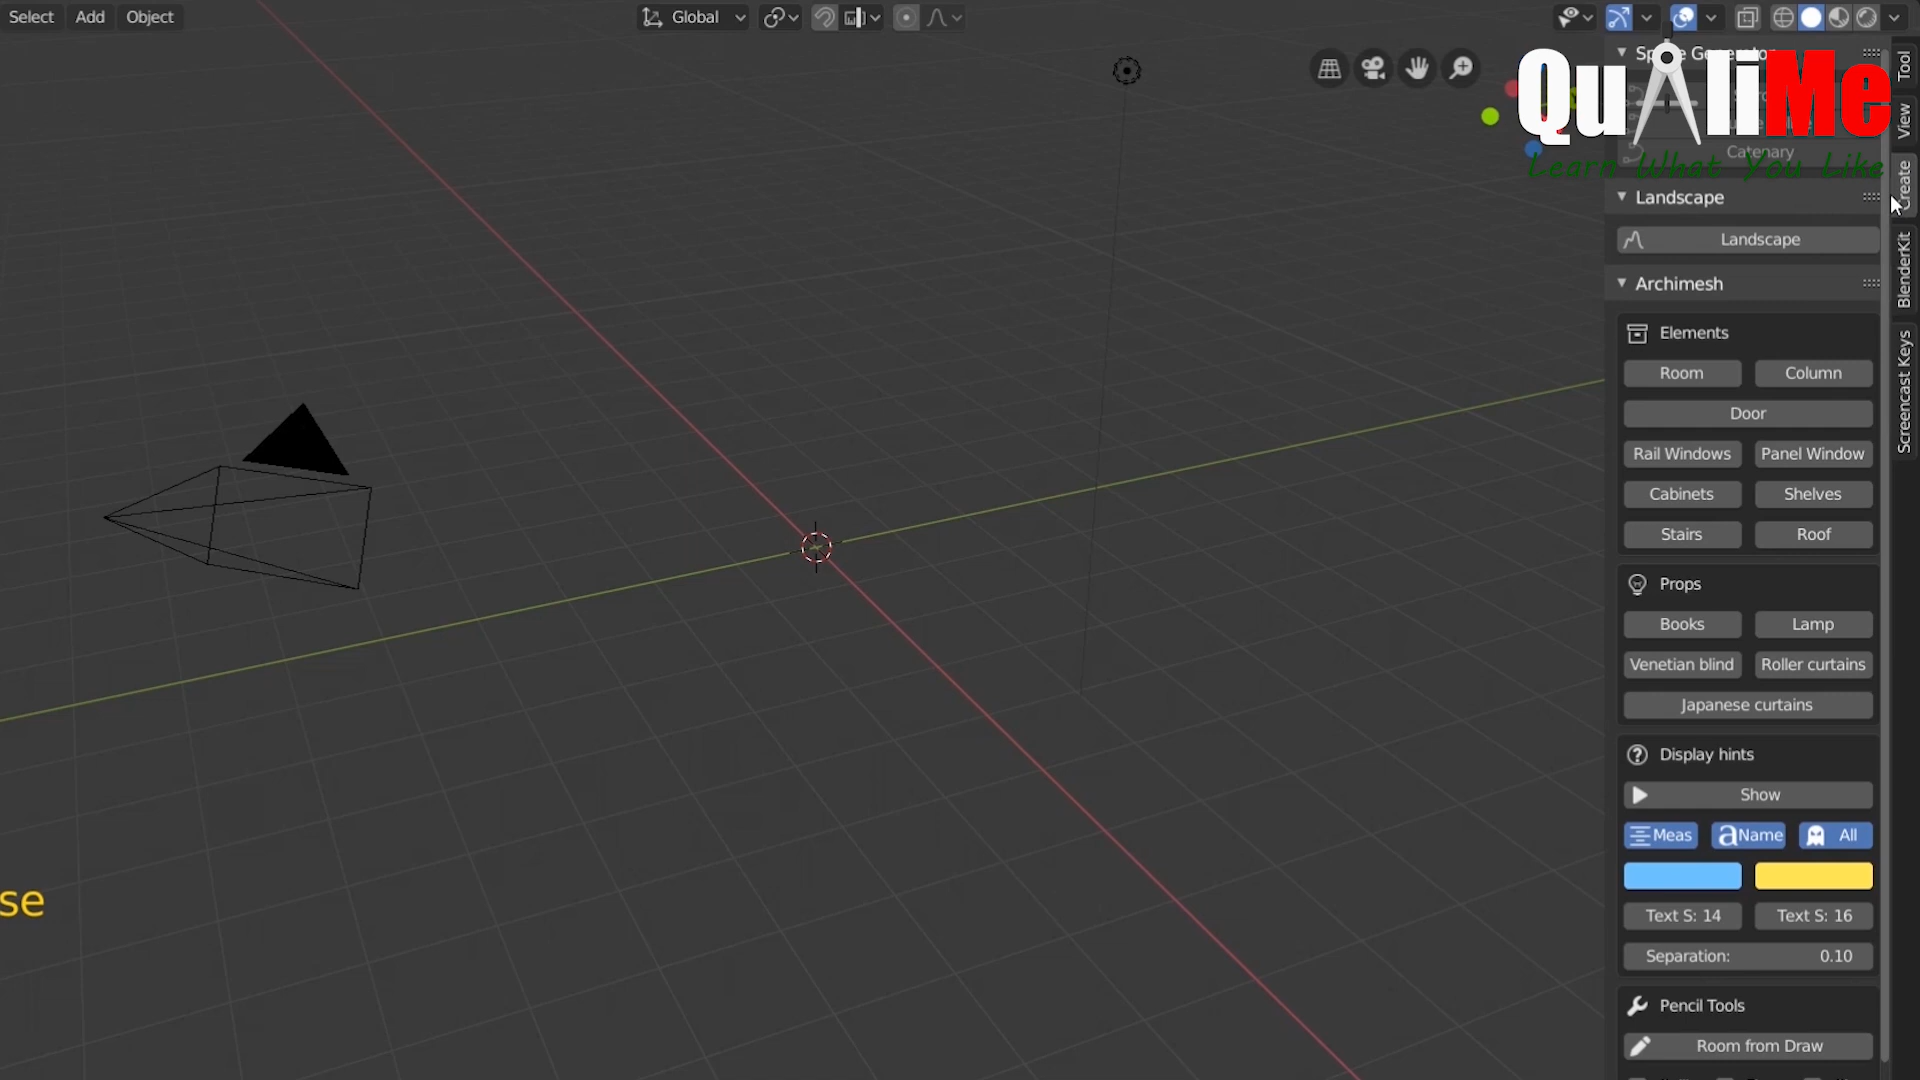 Select Add Object
Global
QuAliMe
Learn What You Like
Catenary
Landscape
Landscape
Archimesh
Elements
Room Column
Door
Rail Windows Panel Window
Cabinets Shelves
Stairs Roof
Props
Books Lamp
Venetian blind Roller curtains
Japanese curtains
Display hints
Show
Meas aName All
Text S: 14 Text S: 16
Separation: 0.10
Pencil Tools
Room from Draw
Tool
View
Create
BlenderKit
Screencast Keys
se